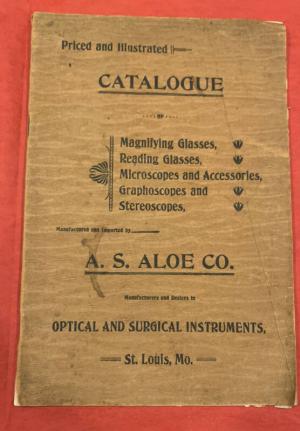 Priced and Illustrated
CATALOGUE
OF
Magnifying Glasses,
Reading Glasses,
Microscopes and Accessories,
Graphoscopes and
Stereoscopes,
Manufactured and Imported by
A. S. ALOE CO.
Manufacturers and Dealers in
OPTICAL AND SURGICAL INSTRUMENTS,
St. Louis, Mo.